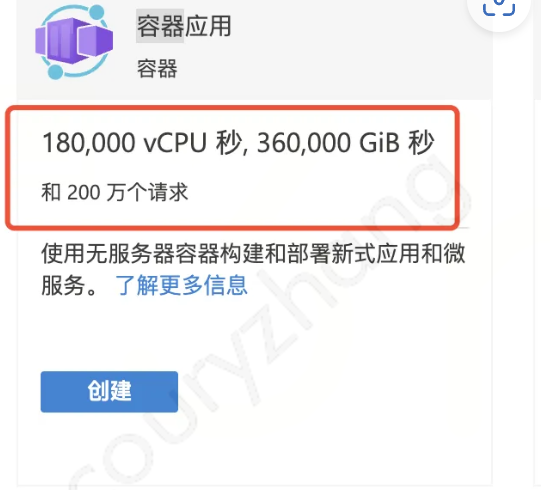 容器应用
容器
180,000 vCPU 秒, 360,000 GiB 秒
和 200 万个请求
使用无服务器容器构建和部署新式应用和微
服务。 了解更多信息
创建
couryzhang